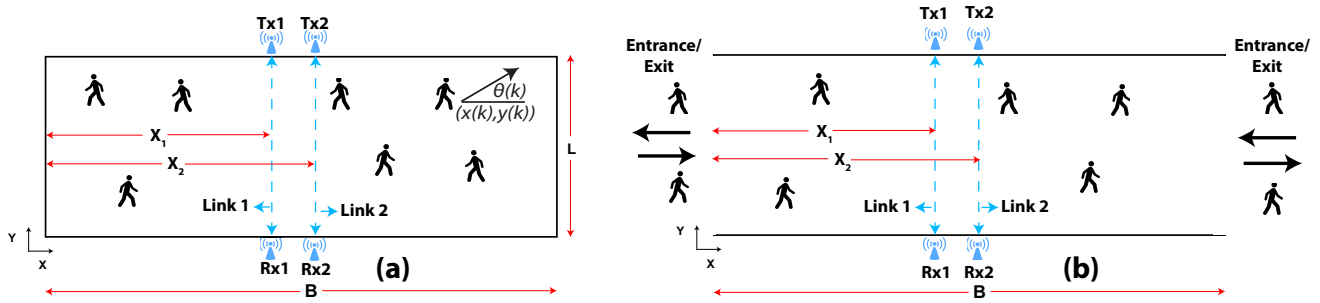 Tx1 Tx2
θ(k)
(x(k),y(k))
X1
X2
L
Link 1
Link 2
Y
X
Rx1 Rx2
(a)
B
Tx1 Tx2
Entrance/
Exit
Entrance/
Exit
X1
X2
Link 1
Link 2
Y
X
Rx1 Rx2
(b)
B